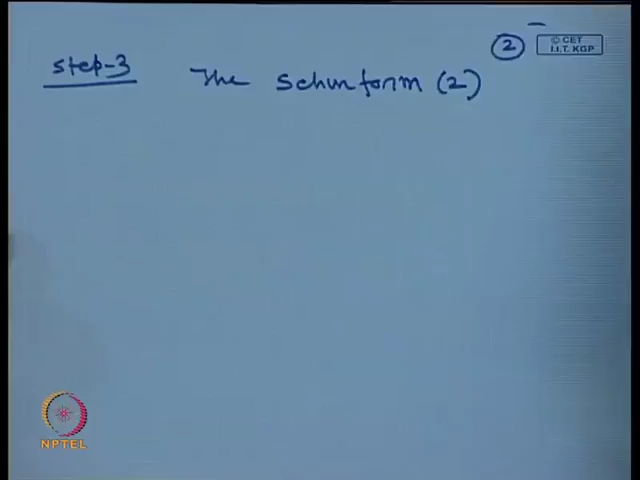 2
© CET
I.I.T. KGP
step-3 The Schur form (2)
NPTEL